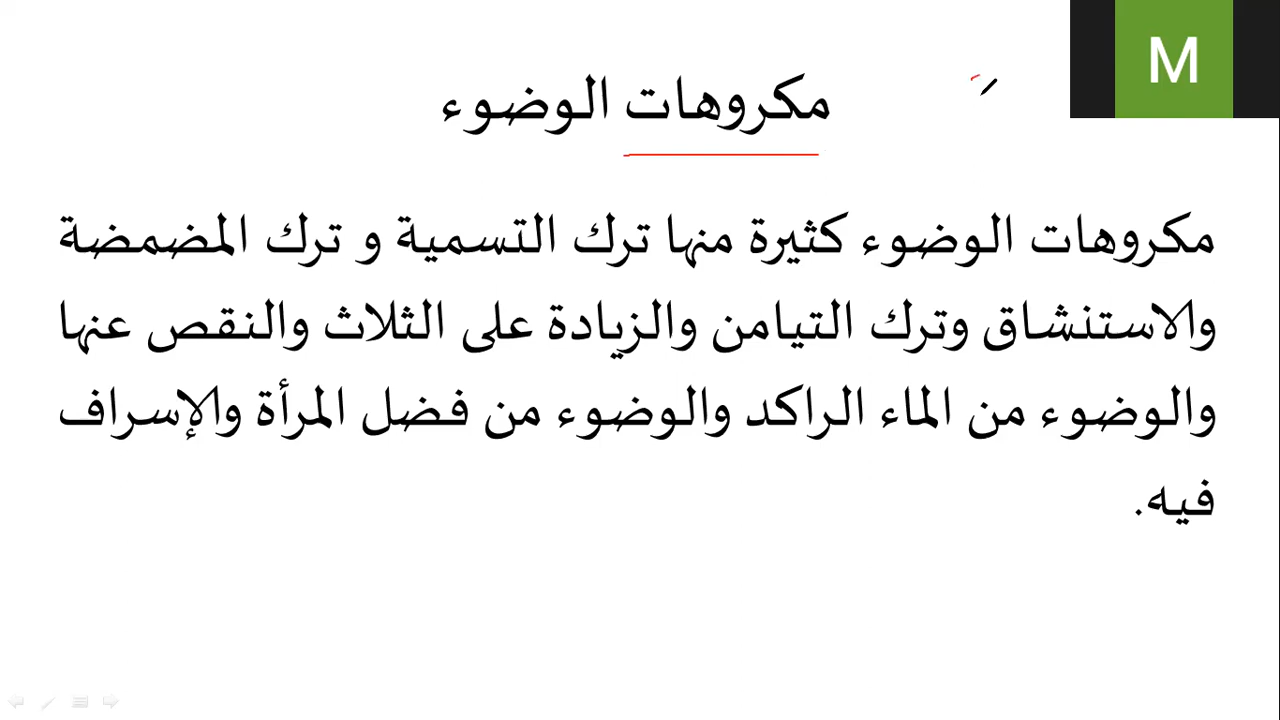 M
مكروهات الوضوء
مكروهات الوضوء كثيرة منها ترك التسمية و ترك المضمضة
والاستنشاق وترك التيامن والزيادة على الثلاث والنقص عنها
والوضوء من الماء الراكد والوضوء من فضل المرأة والإسراف
فيه.